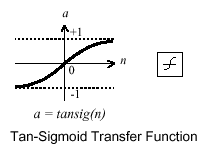 a
+1
n
0
-1
a = tansig(n)
Tan-Sigmoid Transfer Function